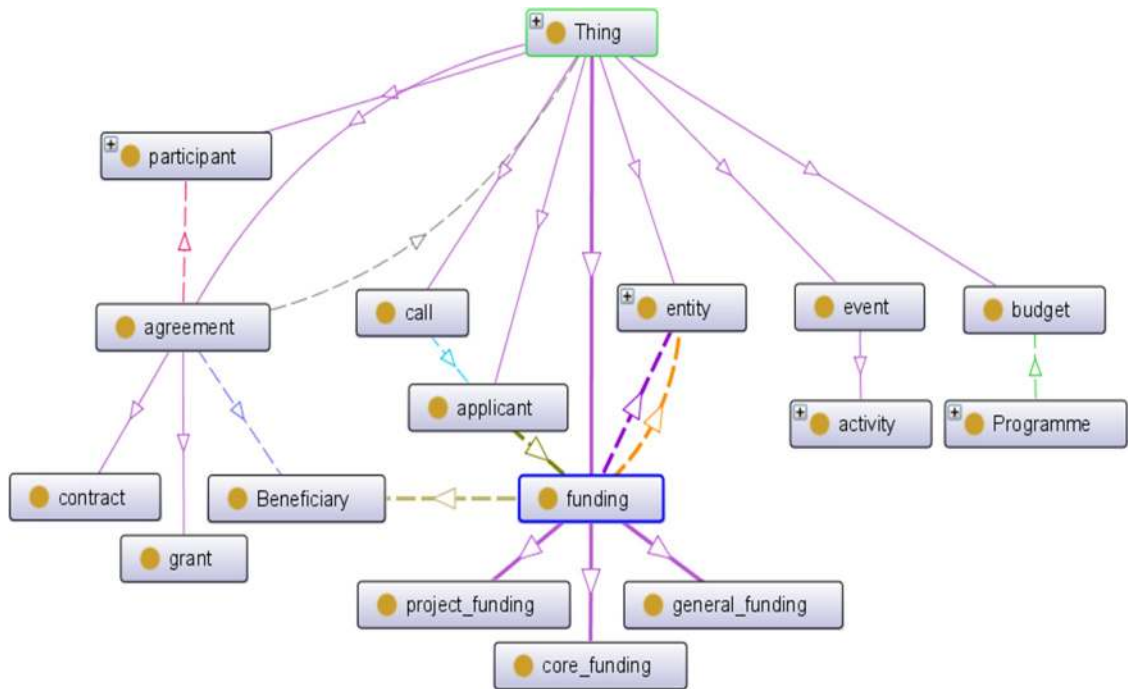 Thing
participant
agreement
call
entity
event
budget
applicant
activity
Programme
contract
Beneficiary
funding
grant
project_funding
general_funding
core_funding